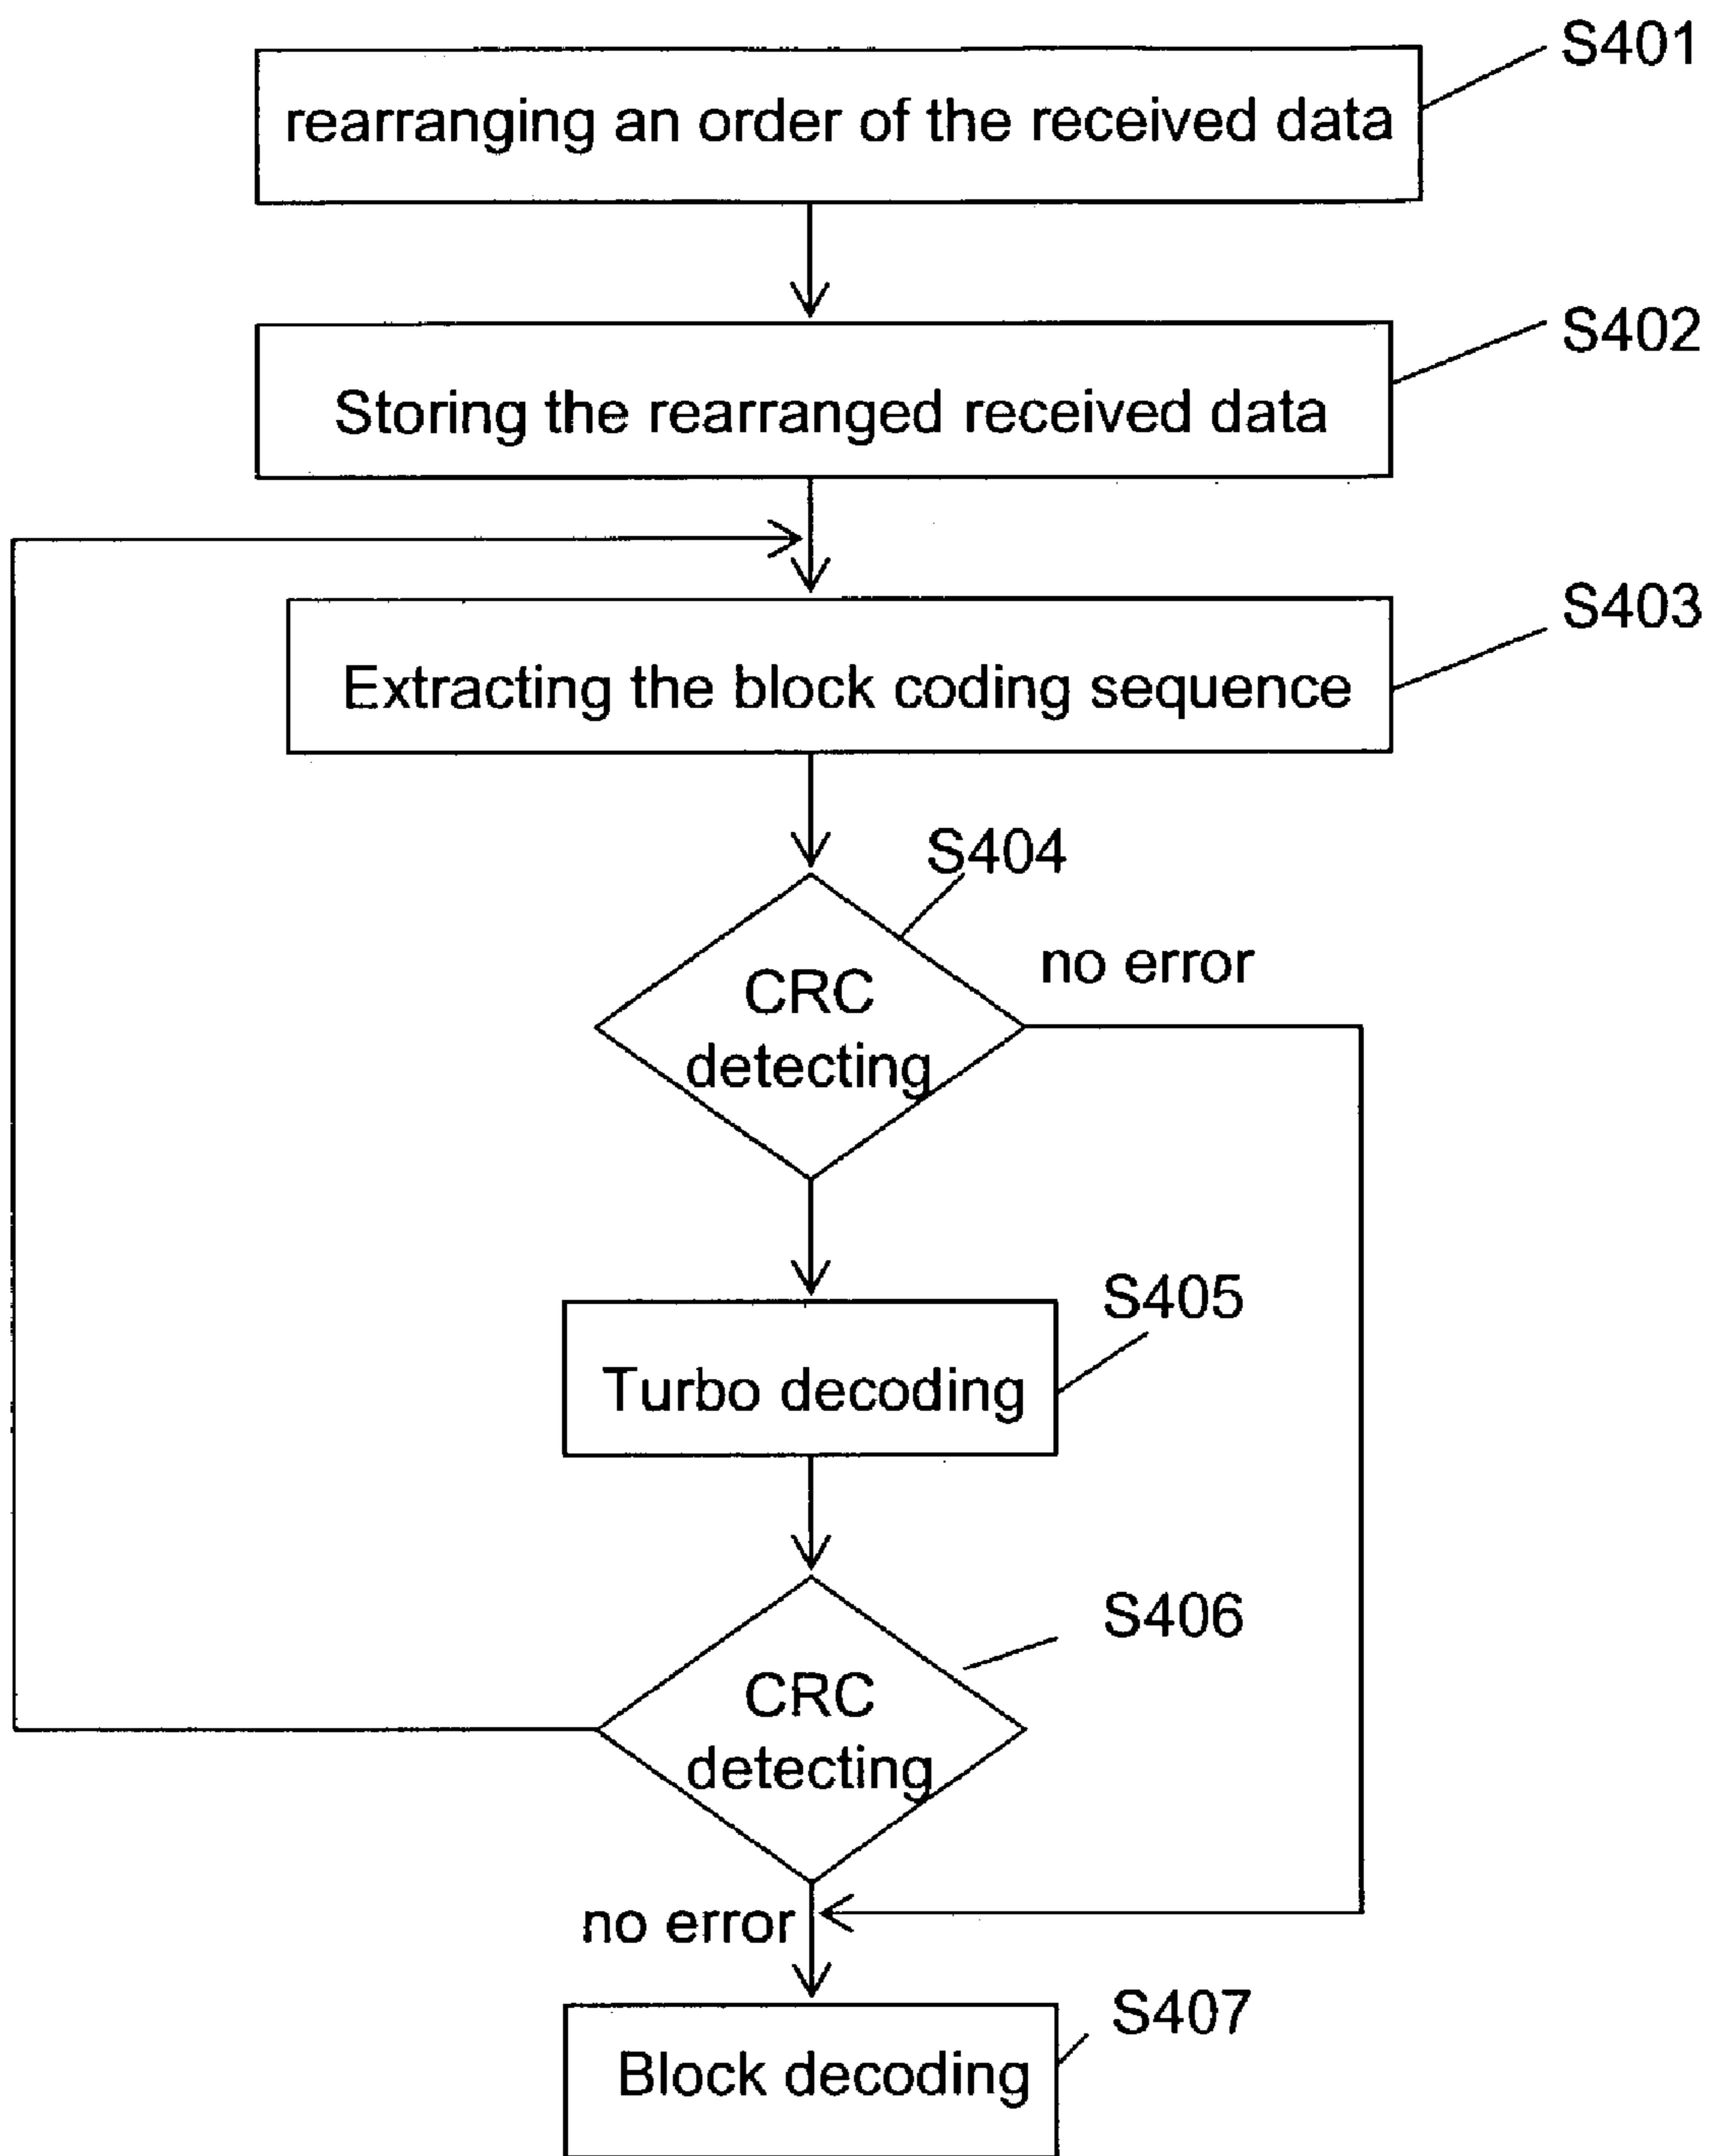 S401
rearranging an order of the received data
S402
Storing the rearranged received data
S403
Extracting the block coding sequence
S404
no error
CRC
detecting
S405
Turbo decoding
S406
CRC
detecting
no error
S407
Block decoding